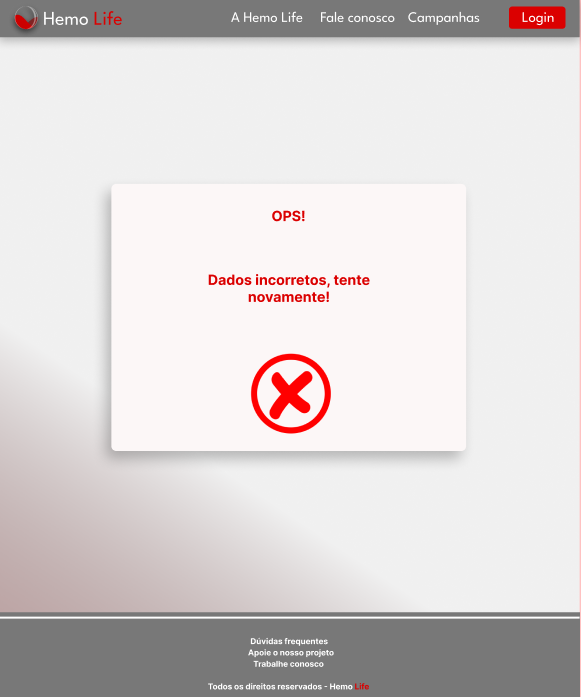 Hemo Life
A Hemo Life
Fale conosco
Campanhas
Login
OPS!
Dados incorretos, tente
novamente!
Dúvidas frequentes
Apoie o nosso projeto
Trabalhe conosco
Todos os direitos reservados - Hemo Life